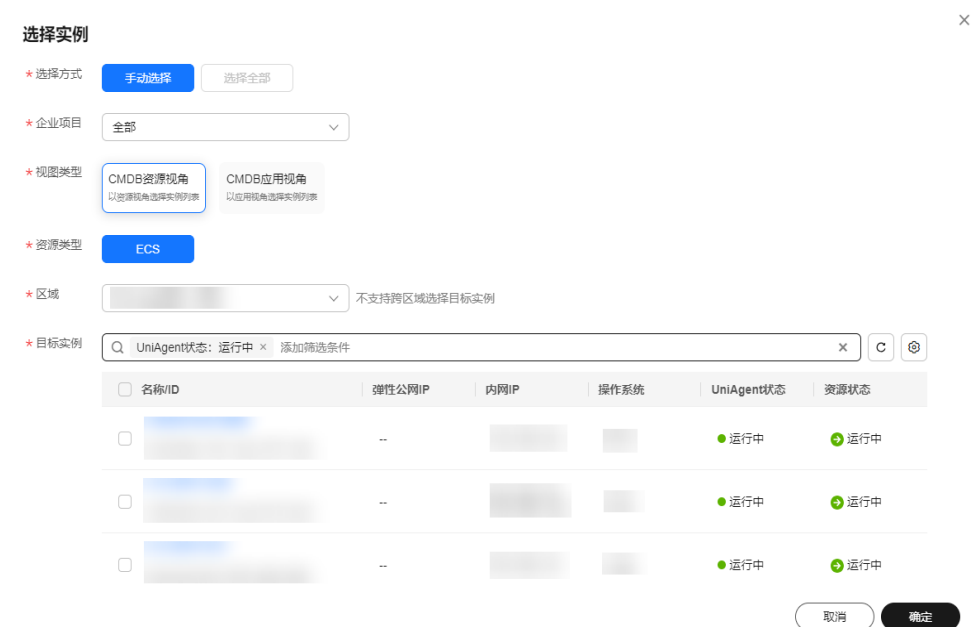 选择实例
* 选择方式 手动选择 选择全部
* 企业项目 全部
* 视图类型 CMDB资源视角 CMDB应用视角
以资源视角选择实例列表 以应用视角选择实例列表
* 资源类型 ECS
* 区域 不支持跨区域选择目标实例
* 目标实例 UniAgent状态：运行中 × 添加筛选条件
名称/ID 弹性公网IP 内网IP 操作系统 UniAgent状态 资源状态
-- 运行中 运行中
-- 运行中 运行中
-- 运行中 运行中
取消 确定